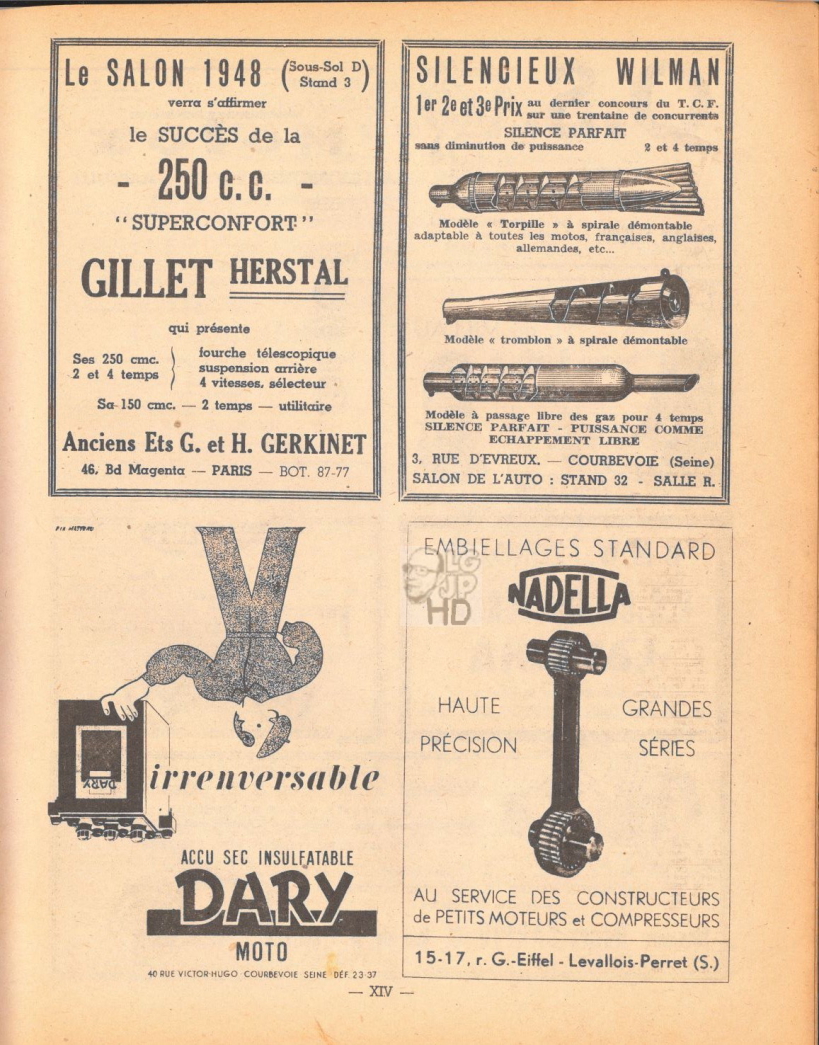 Le SALON 1948 (Sous-Sol D Stand 3)
verra s'affirmer
le SUCCÈS de la
- 250 c.c. -
"SUPERCONFORT"
GILLET HERSTAL
qui présente
Ses 250 cmc.
2 et 4 temps
fourche télescopique
suspension arrière
4 vitesses, sélecteur
Sa 150 cmc. — 2 temps — utilitaire
Anciens Ets G. et H. GERKINET
46, Bd Magenta — PARIS — BOT. 87-77
SILENCIEUX WILMAN
1er 2e et 3e Prix au dernier concours du T. C. F.
sur une trentaine de concurrents
SILENCE PARFAIT
sans diminution de puissance 2 et 4 temps
Modèle « Torpille » à spirale démontable
adaptable à toutes les motos, françaises, anglaises,
allemandes, etc...
Modèle « tromblon » à spirale démontable
Modèle à passage libre des gaz pour 4 temps
SILENCE PARFAIT - PUISSANCE COMME
ECHAPPEMENT LIBRE
3, RUE D'EVREUX. — COURBEVOIE (Seine)
SALON DE L'AUTO : STAND 32 - SALLE R.
DARY
irrenversable
ACCU SEC INSULFATABLE
DARY
MOTO
40 RUE VICTOR-HUGO COURBEVOIE SEINE DÉF. 23-37
EMBIELLAGES STANDARD
NADELLA
HAUTE
PRÉCISION
GRANDES
SÉRIES
AU SERVICE DES CONSTRUCTEURS
de PETITS MOTEURS et COMPRESSEURS
15-17, r. G.-Eiffel - Levallois-Perret (S.)
— XIV —
LG
JP
HD